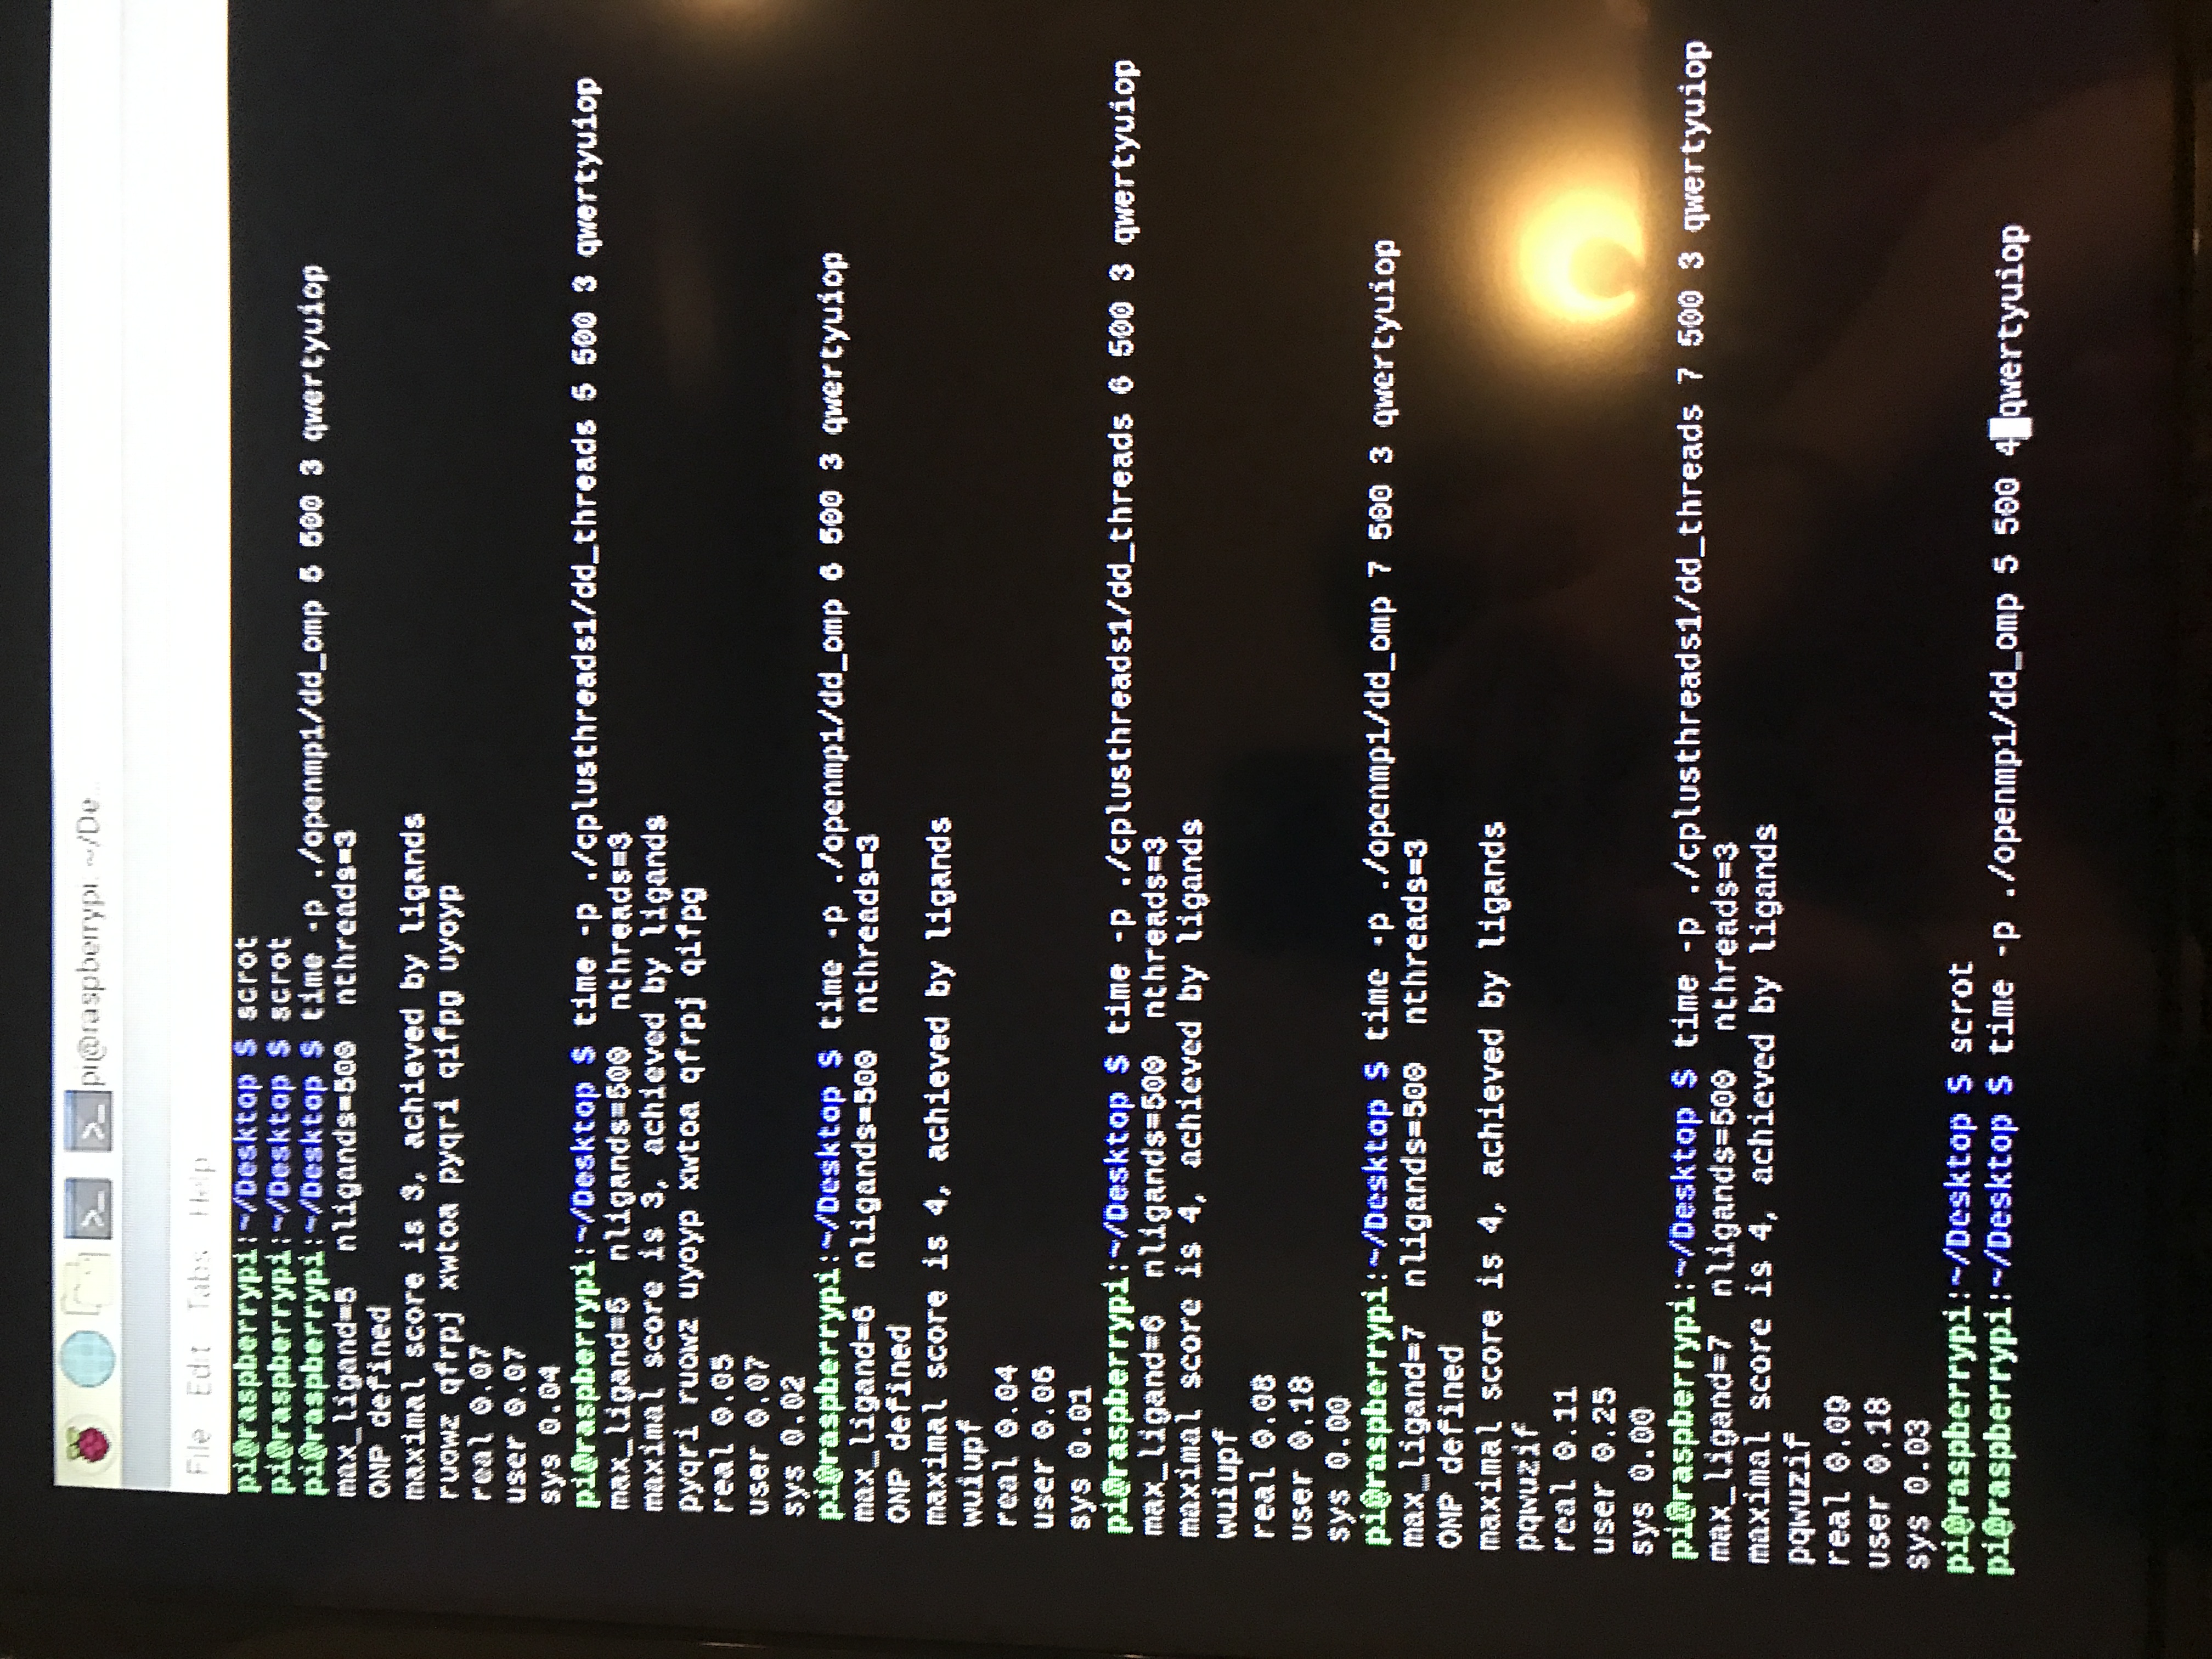 pi@raspberrypi: ~/De...
File Edit Tabs Help
pi@raspberrypi:~/Desktop $ scrot
pi@raspberrypi:~/Desktop $ scrot
pi@raspberrypi:~/Desktop $ time -p ./openmp1/dd_omp 5 500 3 qwertyuiop
max_ligand=5  nligands=500  nthreads=3
OMP defined
maximal score is 3, achieved by ligands
ruowz qfrpj xwtoa pyqri qifpg uyoyp
real 0.07
user 0.07
sys 0.04
pi@raspberrypi:~/Desktop $ time -p ./cplusthreads1/dd_threads 5 500 3 qwertyuiop
max_ligand=5  nligands=500  nthreads=3
maximal score is 3, achieved by ligands
pyqri ruowz uyoyp xwtoa qfrpj qifpg
real 0.05
user 0.07
sys 0.02
pi@raspberrypi:~/Desktop $ time -p ./openmp1/dd_omp 6 500 3 qwertyuiop
max_ligand=6  nligands=500  nthreads=3
OMP defined
maximal score is 4, achieved by ligands
wuiupf
real 0.04
user 0.06
sys 0.01
pi@raspberrypi:~/Desktop $ time -p ./cplusthreads1/dd_threads 6 500 3 qwertyuiop
max_ligand=6  nligands=500  nthreads=3
maximal score is 4, achieved by ligands
wuiupf
real 0.08
user 0.18
sys 0.00
pi@raspberrypi:~/Desktop $ time -p ./openmp1/dd_omp 7 500 3 qwertyuiop
max_ligand=7  nligands=500  nthreads=3
OMP defined
maximal score is 4, achieved by ligands
pqwuzif
real 0.11
user 0.25
sys 0.00
pi@raspberrypi:~/Desktop $ time -p ./cplusthreads1/dd_threads 7 500 3 qwertyuiop
max_ligand=7  nligands=500  nthreads=3
maximal score is 4, achieved by ligands
pqwuzif
real 0.09
user 0.18
sys 0.03
pi@raspberrypi:~/Desktop $ scrot
pi@raspberrypi:~/Desktop $ time -p ./openmp1/dd_omp 5 500 4 qwertyuiop